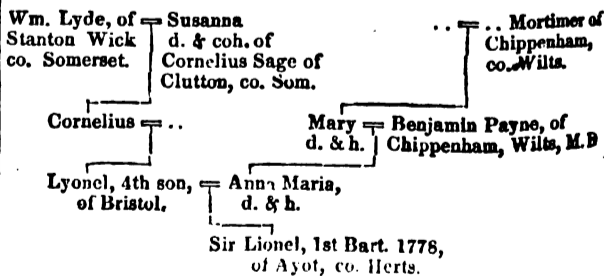 Wm. Lyde, of = Susanna
Stanton Wick d. & coh. of
co. Somerset. Cornelius Sage of
Clutton, co. Som.
. . = . . Mortimer of
Chippenham,
co. Wilts.
Cornelius = . .
Mary = Benjamin Payne, of
d. & h. Chippenham, Wilts, M.D
Lyonel, 4th son, = Anna Maria,
of Bristol. d. & h.
Sir Lionel, 1st Bart. 1778,
of Ayot, co. Herts.